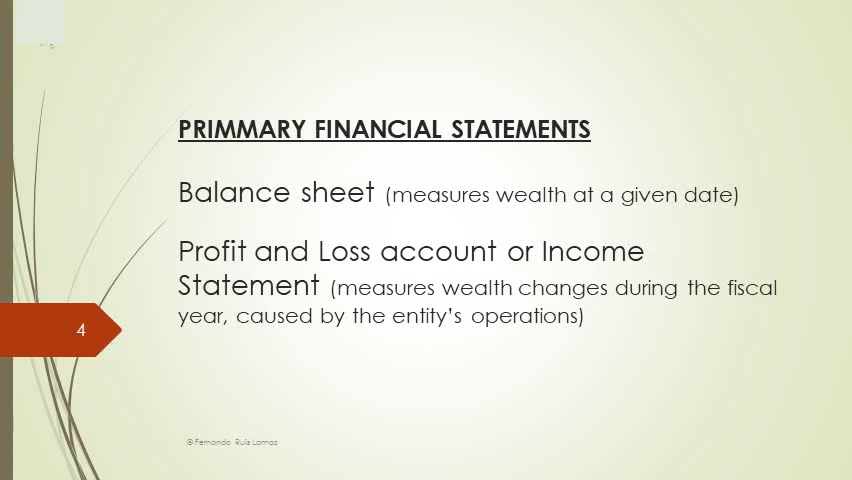 PRIMMARY FINANCIAL STATEMENTS
Balance sheet (measures wealth at a given date)
Profit and Loss account or Income
Statement (measures wealth changes during the fiscal
year, caused by the entity’s operations)
4
® Fernando Ruiz Lamas